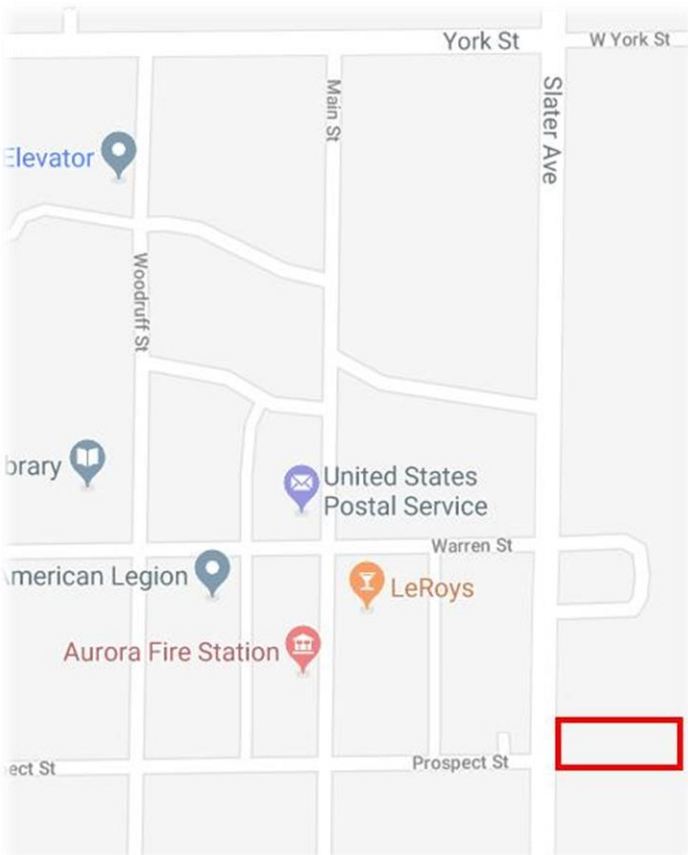 York St
W York St
Main St
Slater Ave
Elevator
Woodruff St
brary
United States
Postal Service
Warren St
American Legion
LeRoys
Aurora Fire Station
Prospect St
ect St